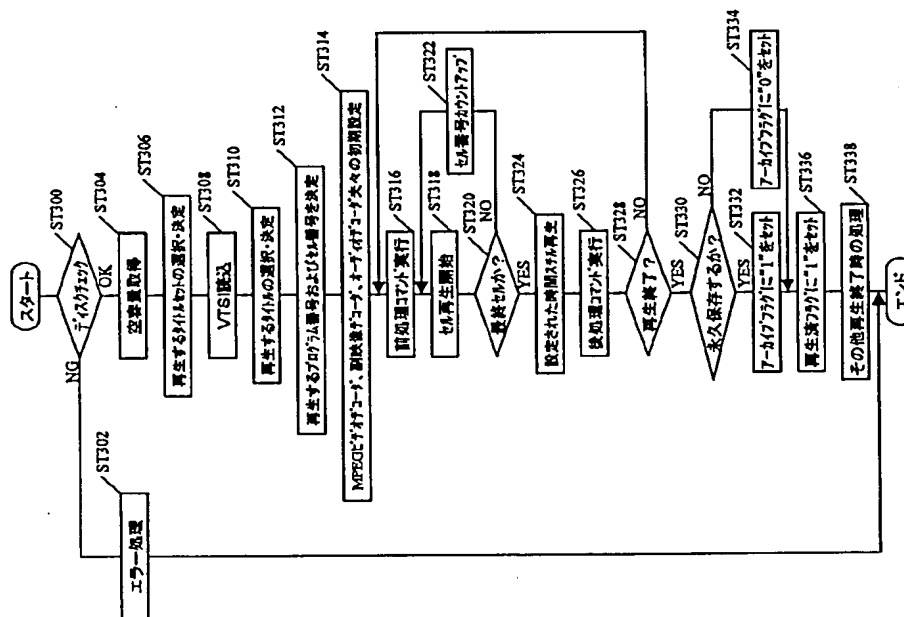 スタート
ST300
ディスクチェック
NG
OK
ST302
エラー処理
ST304
空容量取得
ST306
再生するタイトルセットの選択・決定
ST308
VTSI読込
ST310
再生するタイトルの選択・決定
ST312
再生するプログラム番号およびセル番号を決定
ST314
MPEGビデオデコーダ、副映像デコーダ、オーディオデコーダ夫々の初期設定
ST316
前処理コマンド実行
ST318
セル再生開始
ST320
最終セルか?
NO
YES
ST322
セル番号カウントアップ
ST324
設定された時間スチル再生
ST326
後処理コマンド実行
ST328
再生終了?
NO
YES
ST330
永久保存するか?
NO
YES
ST332
アーカイブフラグに"1"をセット
ST334
アーカイブフラグに"0"をセット
ST336
再生済フラグに"1"をセット
ST338
その他再生終了時の処理
エンド